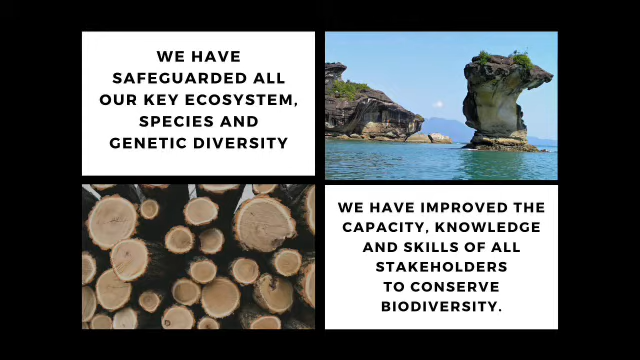 WE HAVE
SAFEGUARDED ALL
OUR KEY ECOSYSTEM,
SPECIES AND
GENETIC DIVERSITY
WE HAVE IMPROVED THE
CAPACITY, KNOWLEDGE
AND SKILLS OF ALL
STAKEHOLDERS
TO CONSERVE
BIODIVERSITY.